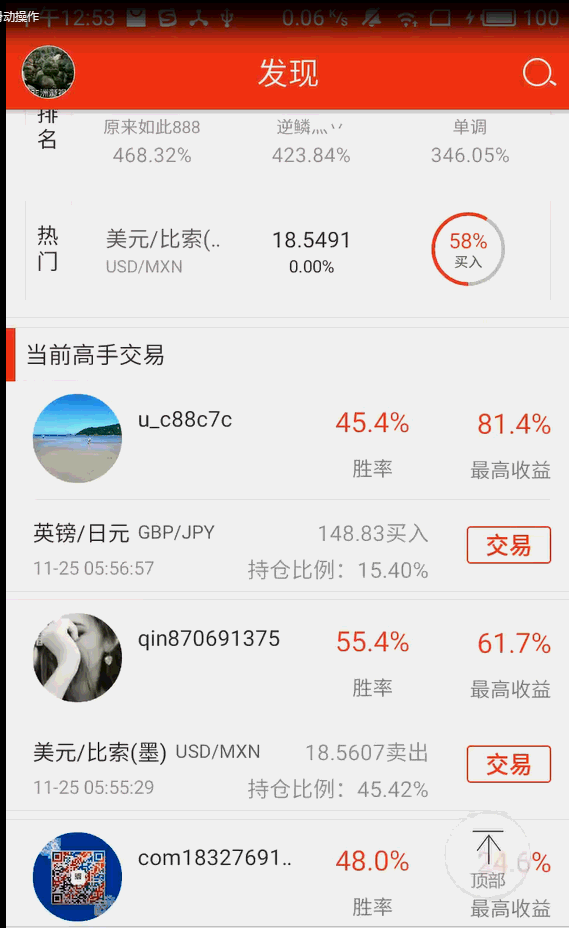 滑动操作
午12:53 0.06 K/s 100
发现
排名
原来如此888 逆鳞灬丷 单调
468.32% 423.84% 346.05%
热门
美元/比索(.. 18.5491 58%
USD/MXN 0.00% 买入
当前高手交易
u_c88c7c 45.4% 81.4%
胜率 最高收益
英镑/日元 GBP/JPY 148.83买入 交易
11-25 05:56:57 持仓比例：15.40%
qin870691375 55.4% 61.7%
胜率 最高收益
美元/比索(墨) USD/MXN 18.5607卖出 交易
11-25 05:55:29 持仓比例：45.42%
com18327691.. 48.0% 24.6%
顶部
胜率 最高收益